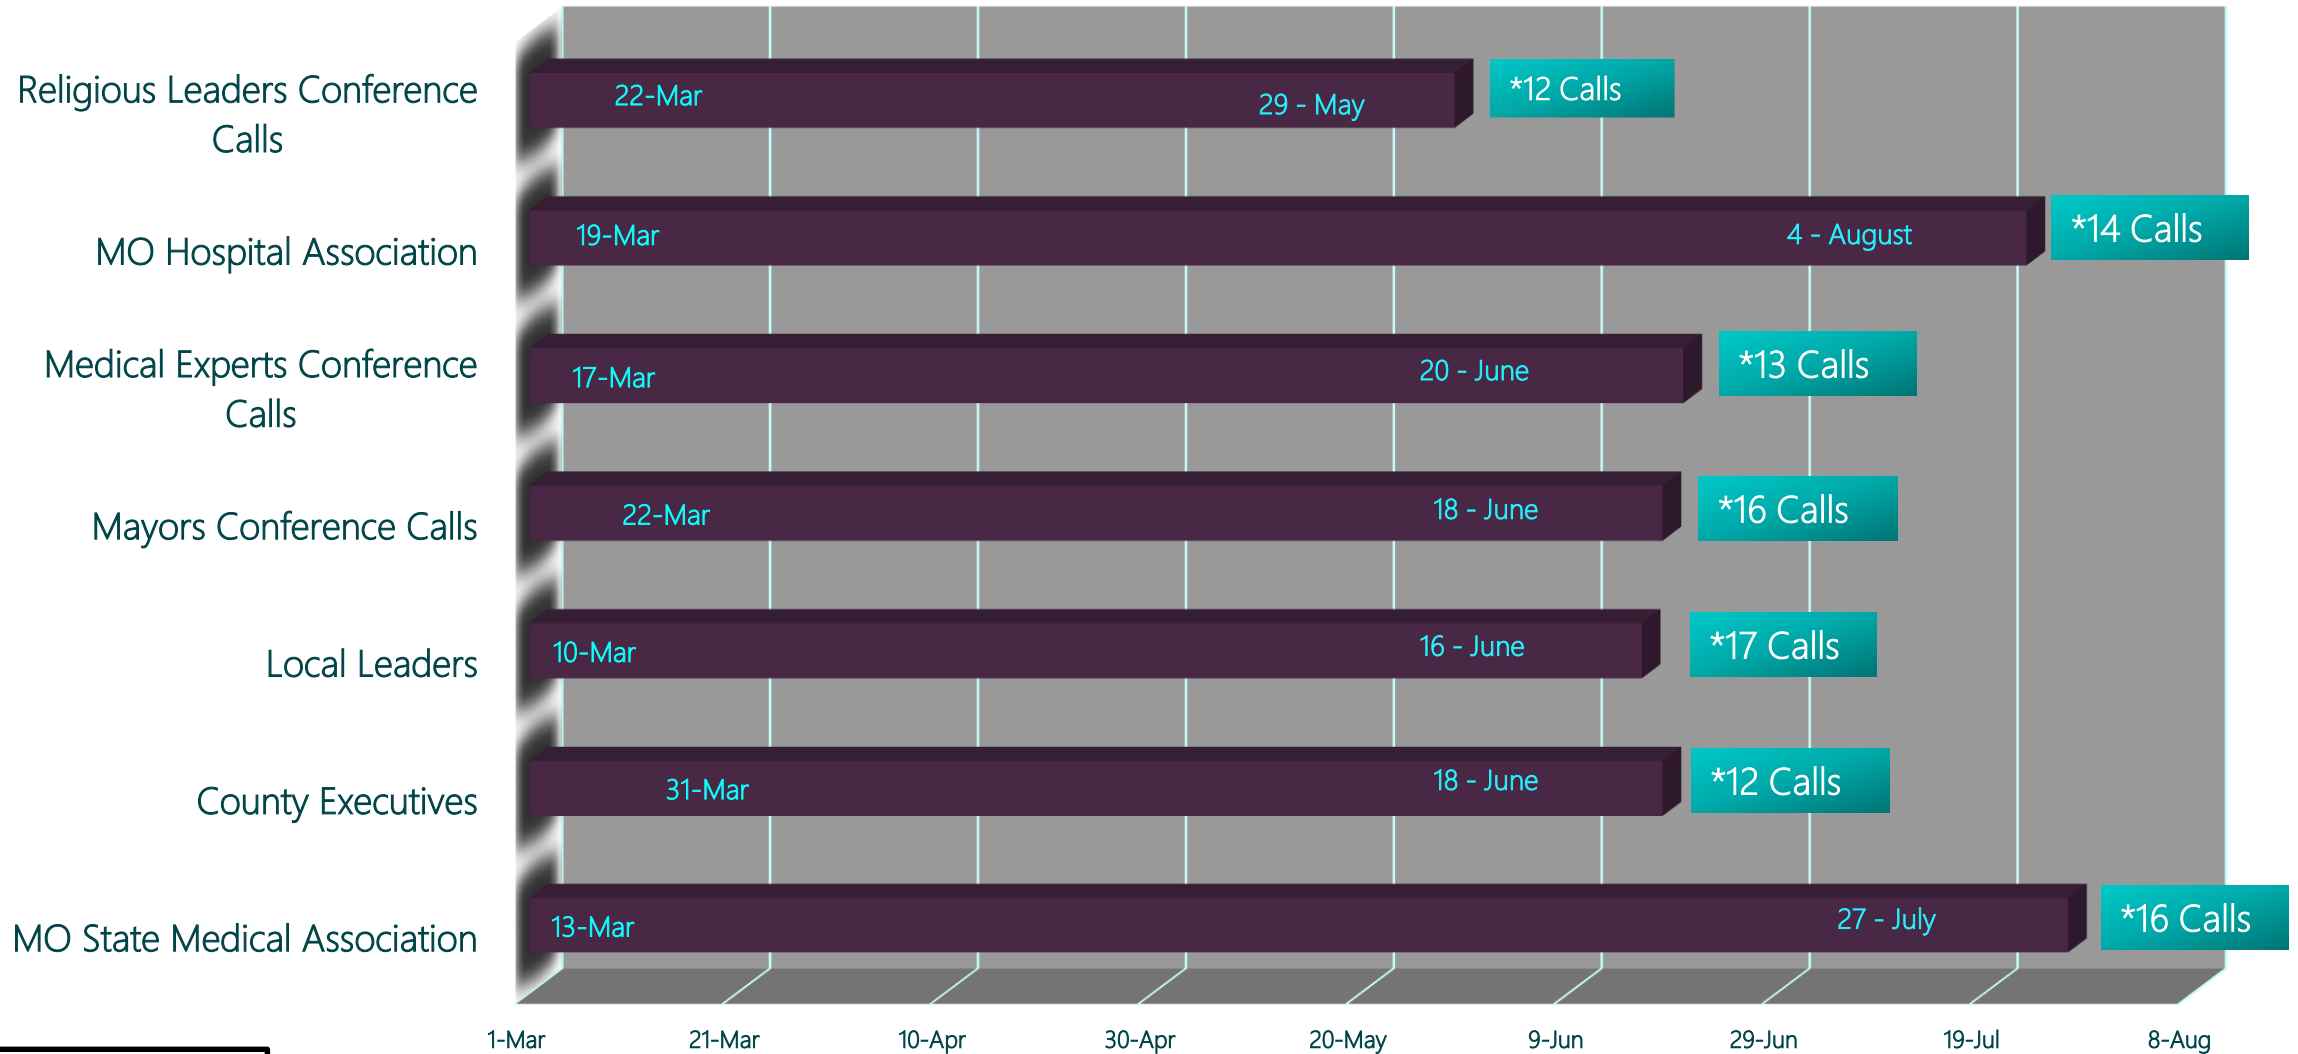 Religious Leaders Conference
Calls
22-Mar
29 - May
*12 Calls
MO Hospital Association
19-Mar
4 - August
*14 Calls
Medical Experts Conference
Calls
17-Mar
20 - June
*13 Calls
Mayors Conference Calls
22-Mar
18 - June
*16 Calls
Local Leaders
10-Mar
16 - June
*17 Calls
County Executives
31-Mar
18 - June
*12 Calls
MO State Medical Association
13-Mar
27 - July
*16 Calls
1-Mar
21-Mar
10-Apr
30-Apr
20-May
9-Jun
29-Jun
19-Jul
8-Aug